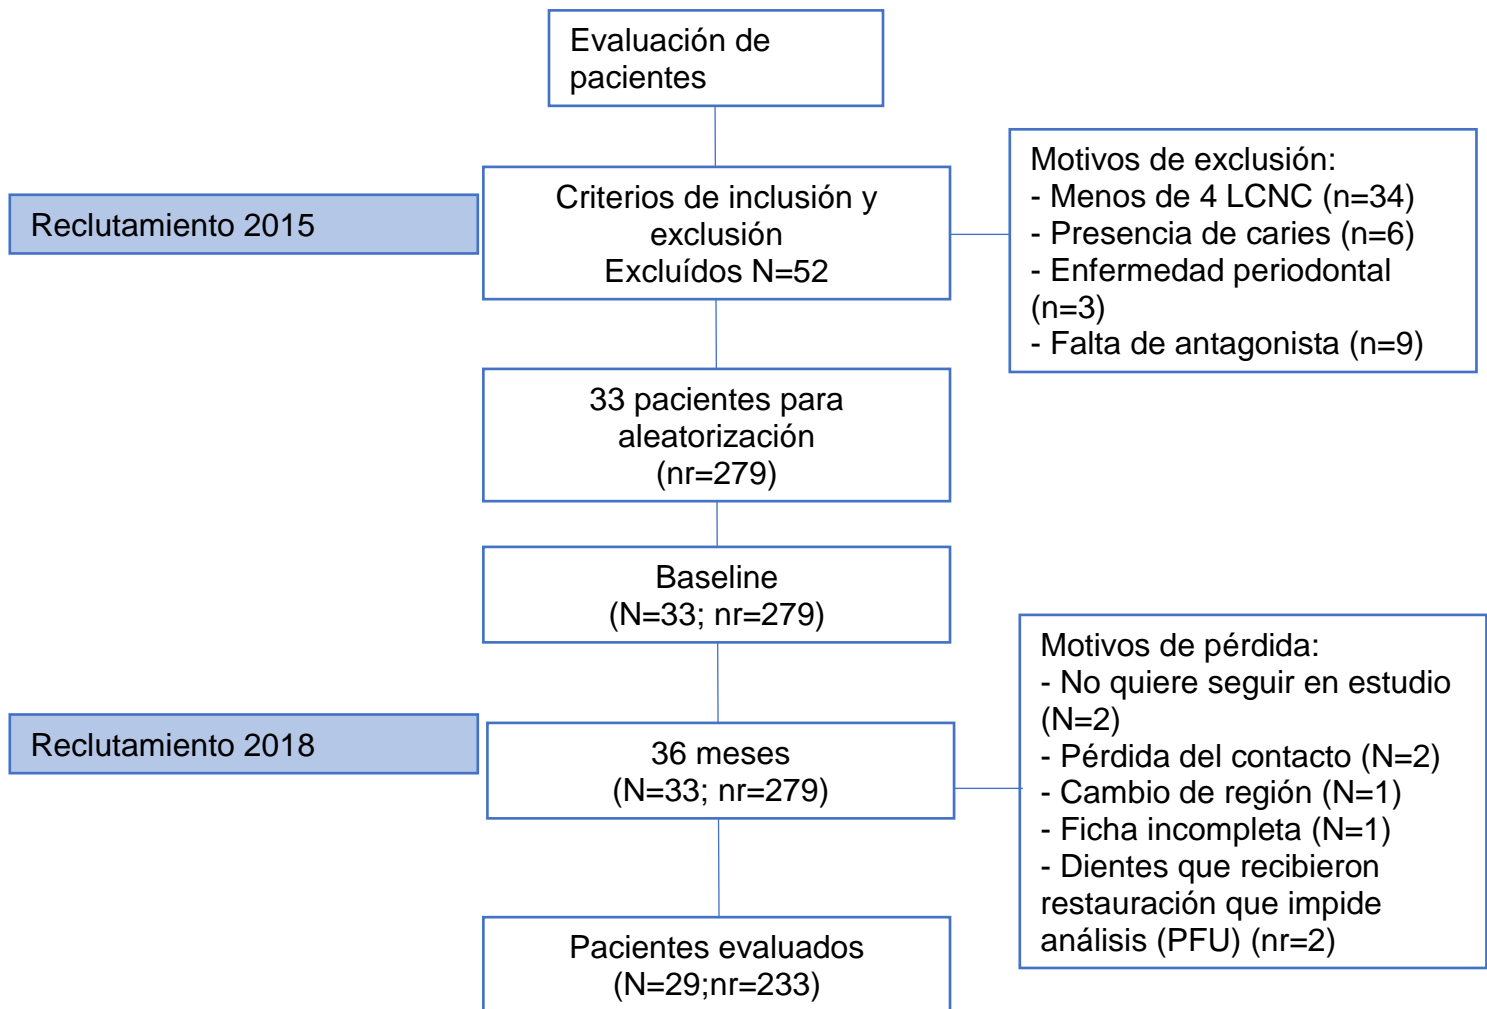 Evaluación de
pacientes
Reclutamiento 2015
Criterios de inclusión y
exclusión
Excluídos N=52
Motivos de exclusión:
- Menos de 4 LCNC (n=34)
- Presencia de caries (n=6)
- Enfermedad periodontal
(n=3)
- Falta de antagonista (n=9)
33 pacientes para
aleatorización
(nr=279)
Baseline
(N=33; nr=279)
Reclutamiento 2018
36 meses
(N=33; nr=279)
Motivos de pérdida:
- No quiere seguir en estudio
(N=2)
- Pérdida del contacto (N=2)
- Cambio de región (N=1)
- Ficha incompleta (N=1)
- Dientes que recibieron
restauración que impide
análisis (PFU) (nr=2)
Pacientes evaluados
(N=29;nr=233)